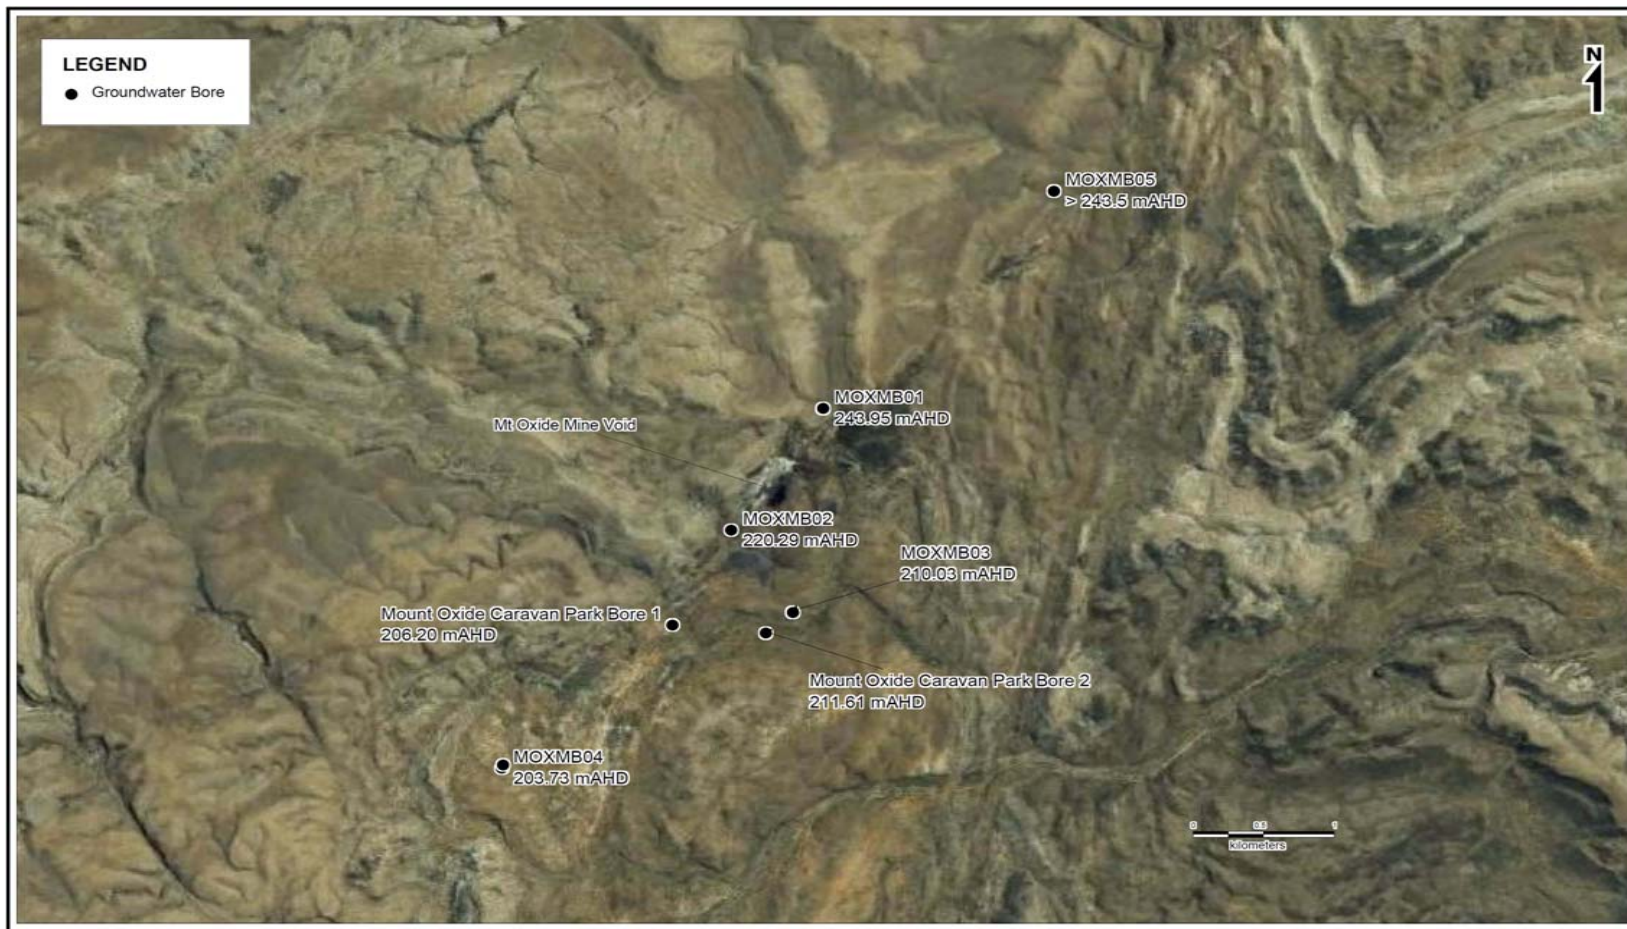 LEGEND
Groundwater Bore
N
MOXMB05
> 243.5 mAHD
MOXMB01
243.95 mAHD
Mt Oxide Mine Void
MOXMB02
220.29 mAHD
MOXMB03
210.03 mAHD
Mount Oxide Caravan Park Bore 1
206.20 mAHD
Mount Oxide Caravan Park Bore 2
211.61 mAHD
MOXMB04
203.73 mAHD
0 0.5 1
kilometers